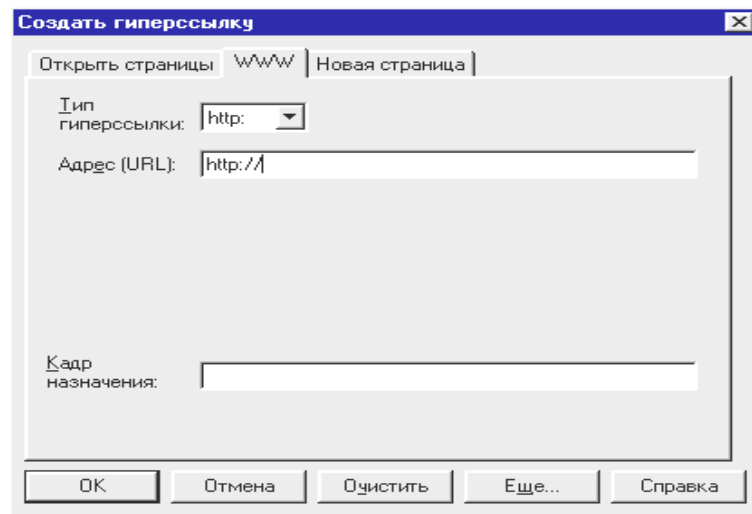 Создать гиперссылку
Открыть страницы WWW Новая страница
Тип
гиперссылки: http:
Адрес (URL): http://
Кадр
назначения:
OK Отмена Очистить Еще... Справка